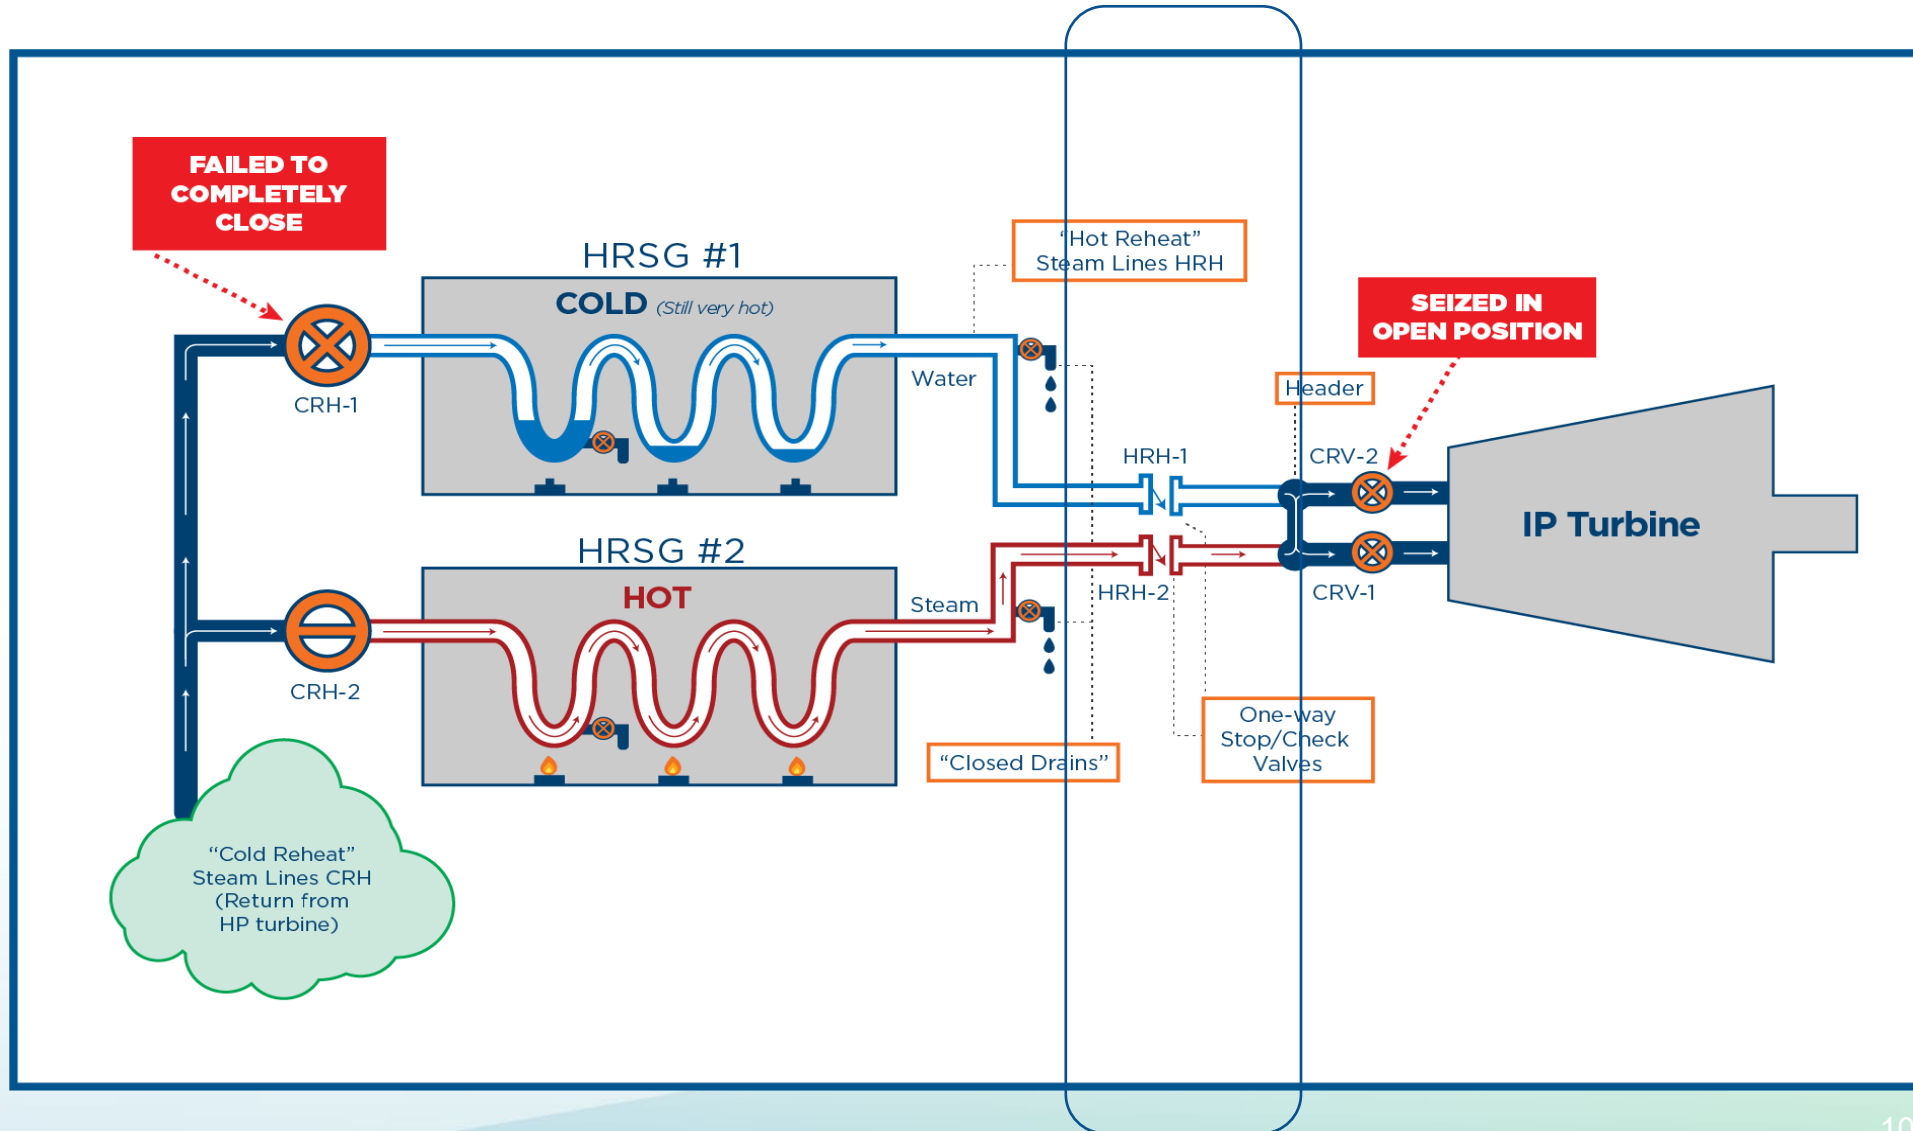 FAILED TO
COMPLETELY
CLOSE
HRSG #1
COLD (Still very hot)
"Hot Reheat"
Steam Lines HRH
SEIZED IN
OPEN POSITION
Water
Header
CRH-1
HRH-1
CRV-2
IP Turbine
HRSG #2
HOT
Steam
HRH-2
CRV-1
CRH-2
One-way
Stop/Check
Valves
"Closed Drains"
"Cold Reheat"
Steam Lines CRH
(Return from
HP turbine)
10